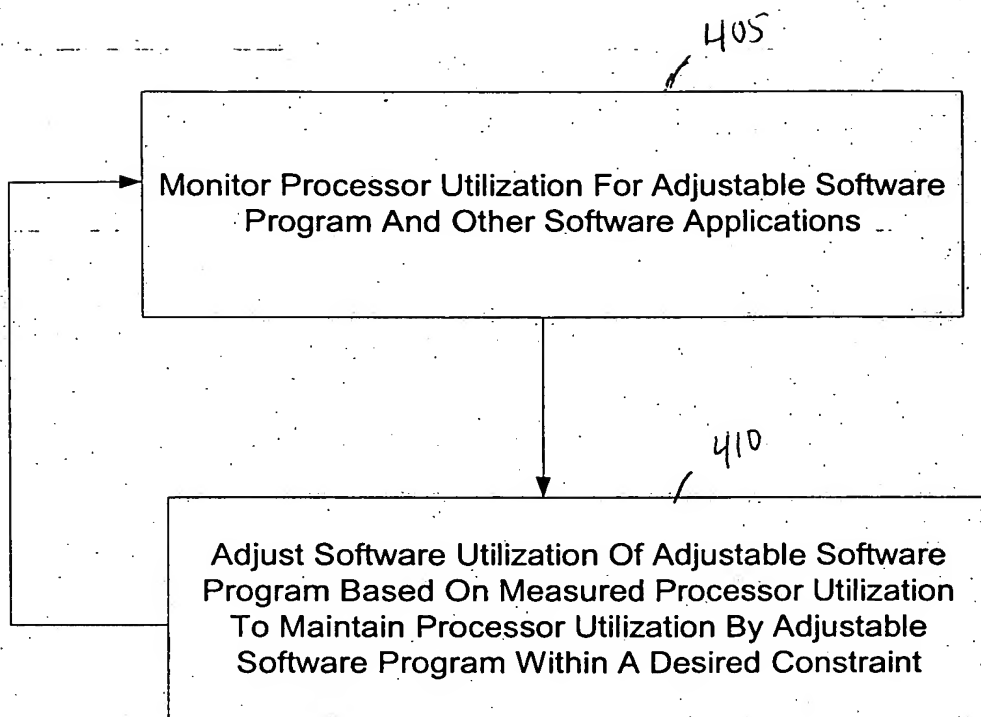 405
Monitor Processor Utilization For Adjustable Software
Program And Other Software Applications
410
Adjust Software Utilization Of Adjustable Software
Program Based On Measured Processor Utilization
To Maintain Processor Utilization By Adjustable
Software Program Within A Desired Constraint